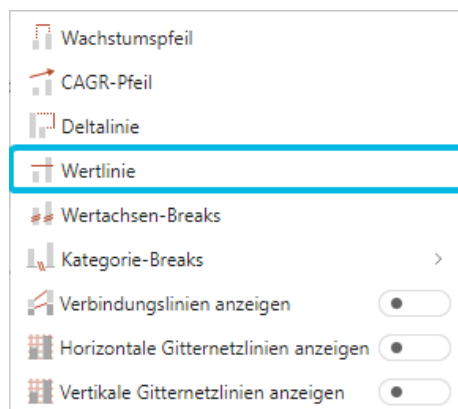 Wachstumspfeil
CAGR-Pfeil
Deltalinie
Wertlinie
Wertachsen-Breaks
Kategorie-Breaks
Verbindungslinien anzeigen
Horizontale Gitternetzlinien anzeigen
Vertikale Gitternetzlinien anzeigen